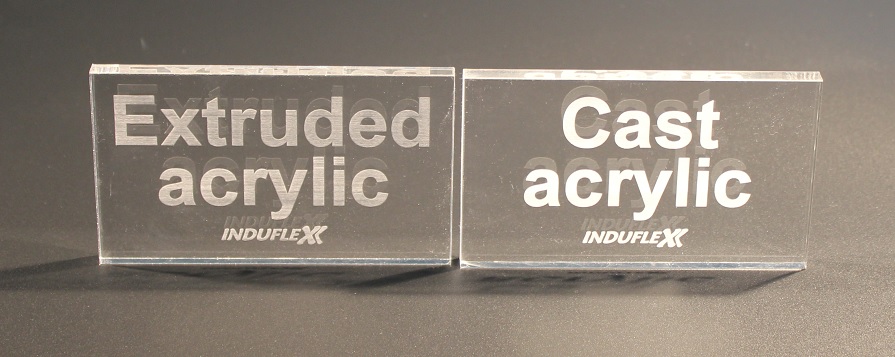 Extruded
acrylic
INDUFLEX
Cast
acrylic
INDUFLEX